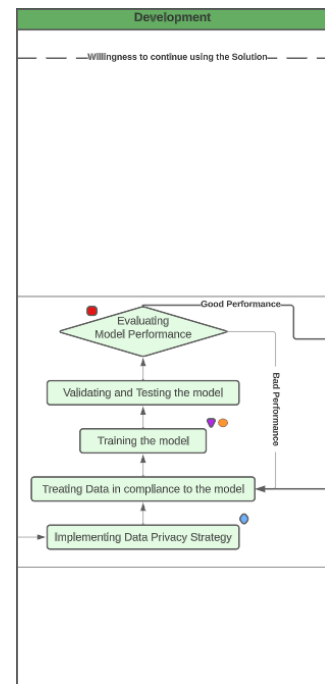 Development
Willingness to continue using the Solution
Good Performance
Evaluating
Model Performance
Bad Performance
Validating and Testing the model
Training the model
Treating Data in compliance to the model
Implementing Data Privacy Strategy